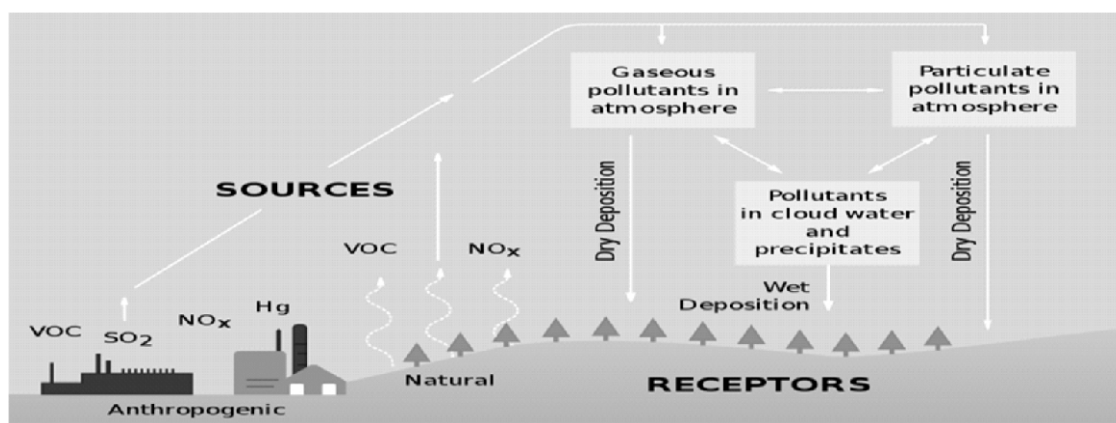 Gaseous
pollutants in
atmosphere
Particulate
pollutants in
atmosphere
SOURCES
Dry Deposition
Pollutants
in cloud water
and
precipitates
Dry Deposition
VOC
NOx
Wet
Deposition
VOC
SO2
NOx
Hg
Natural
RECEPTORS
Anthropogenic